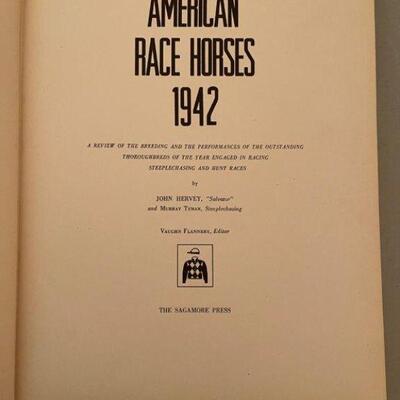 AMERICAN
RACE HORSES
1942
A REVIEW OF THE BREEDING AND THE PERFORMANCES OF THE OUTSTANDING
THOROUGHBREDS OF THE YEAR ENGAGED IN RACING
STEEPLECHASING AND HUNT RACES
by
JOHN HERVEY, "Salvator"
and MURRAY TYNAN, Steeplechasing
VAUGHN FLANNERY, Editor
THE SAGAMORE PRESS